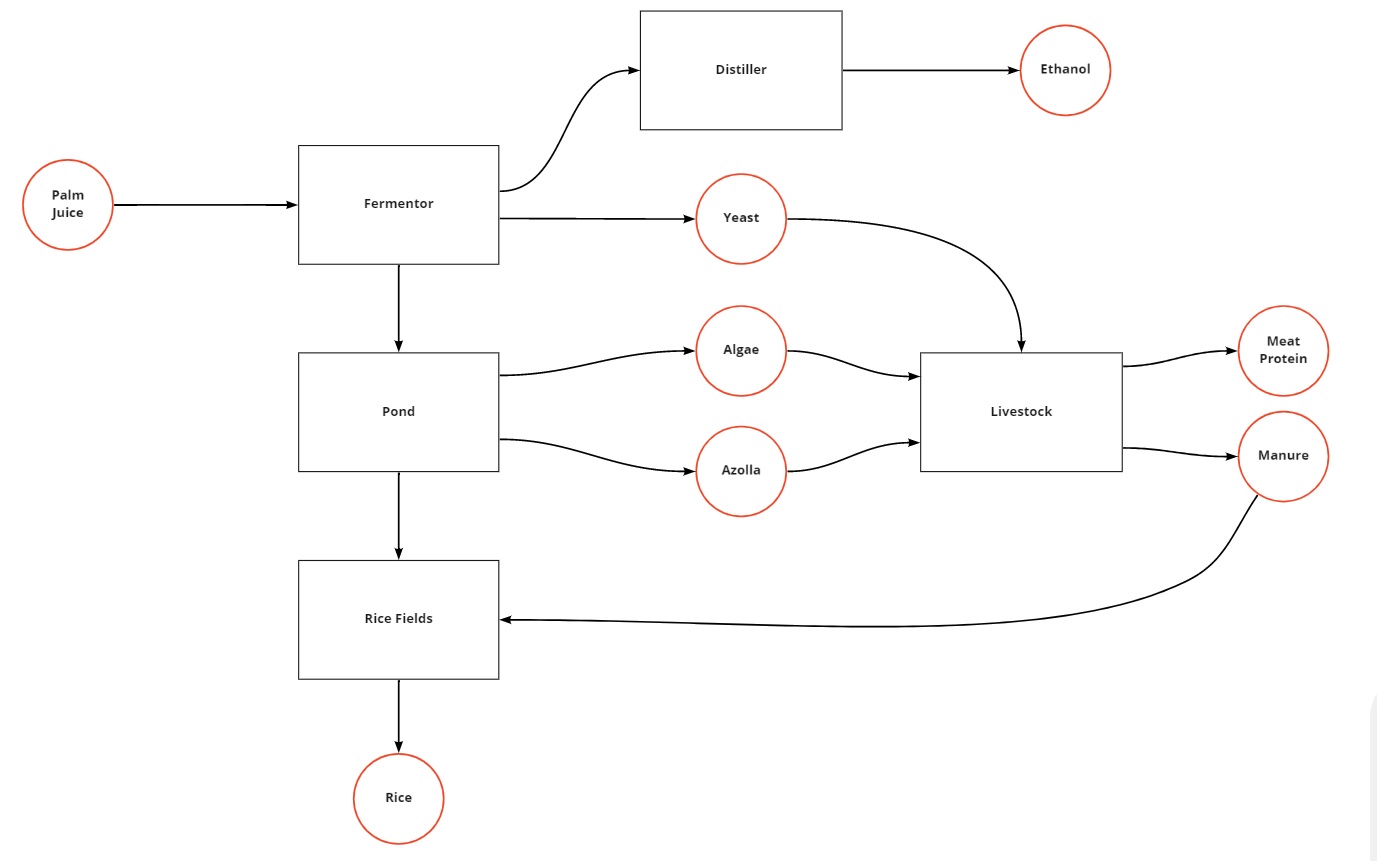 Distiller
Ethanol
Palm
Juice
Fermentor
Yeast
Algae
Meat
Protein
Pond
Livestock
Azolla
Manure
Rice Fields
Rice